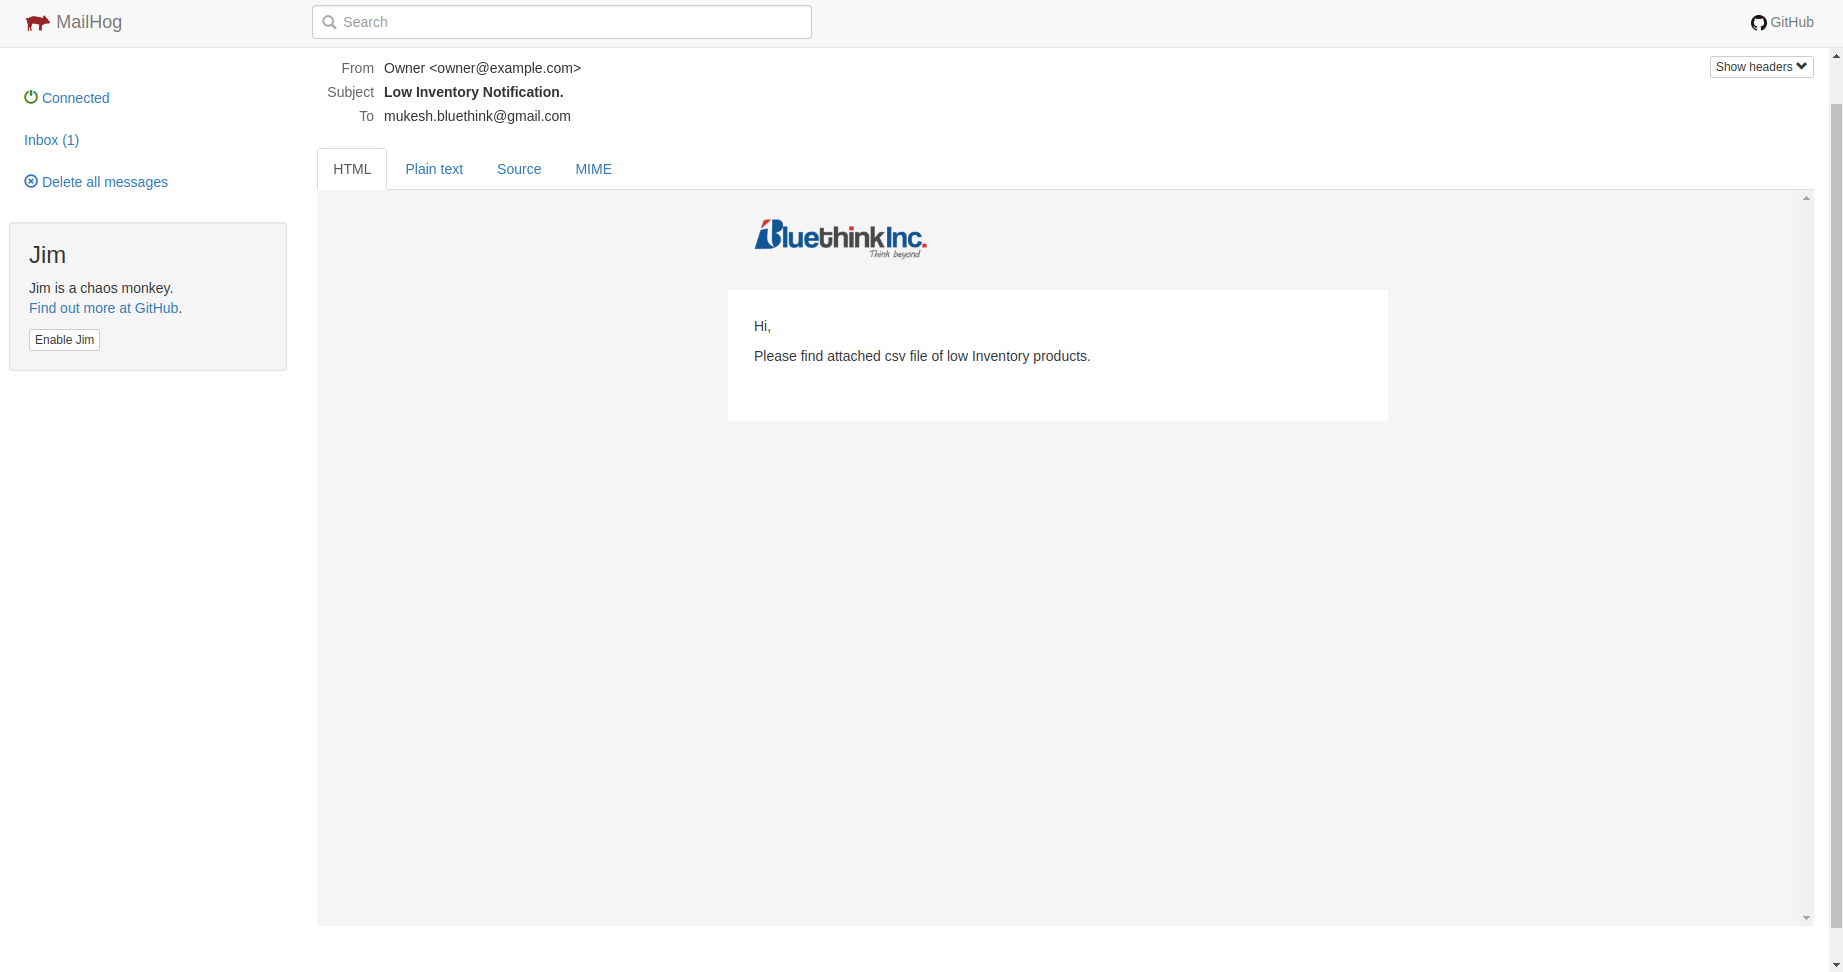 MailHog
Search
GitHub
From Owner <owner@example.com>
Show headers
Subject Low Inventory Notification.
To mukesh.bluethink@gmail.com
Connected
Inbox (1)
Delete all messages
Jim
Jim is a chaos monkey.
Find out more at GitHub.
Enable Jim
HTML Plain text Source MIME
BluethinkInc.
Think beyond
Hi,
Please find attached csv file of low Inventory products.